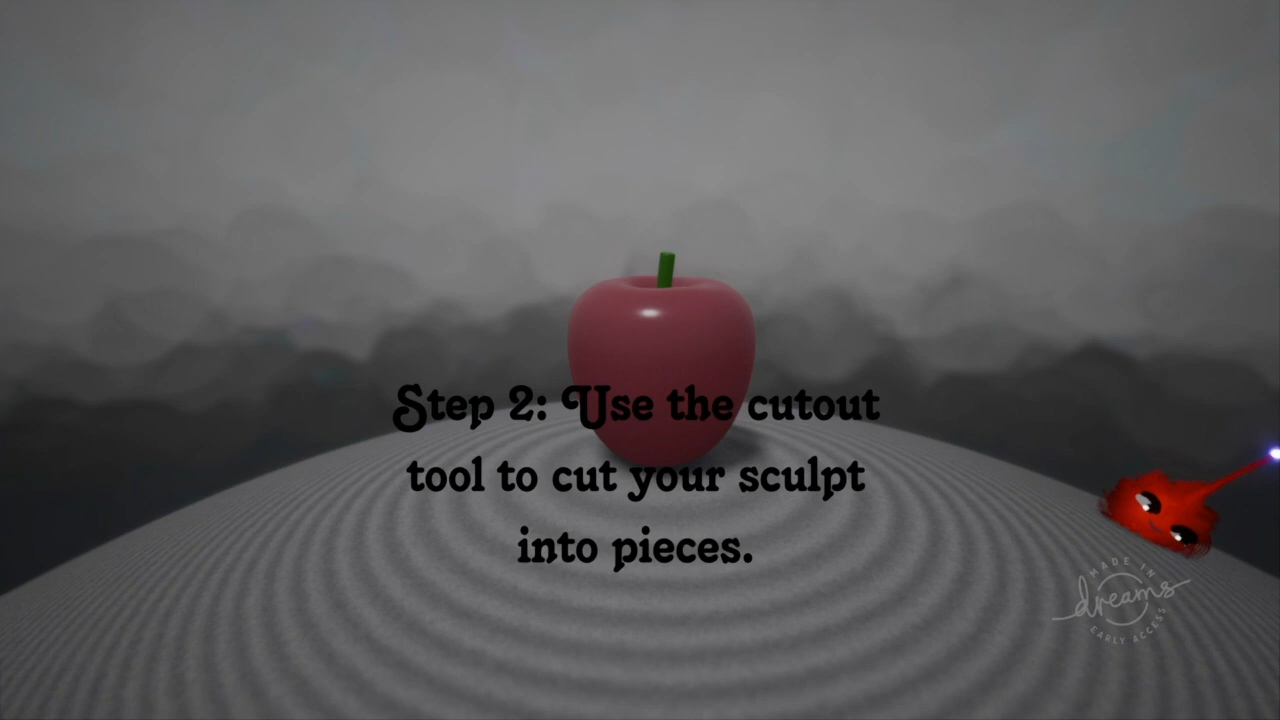 Step 2: Use the cutout
tool to cut your sculpt
into pieces.
MADE IN
dreams
EARLY ACCESS